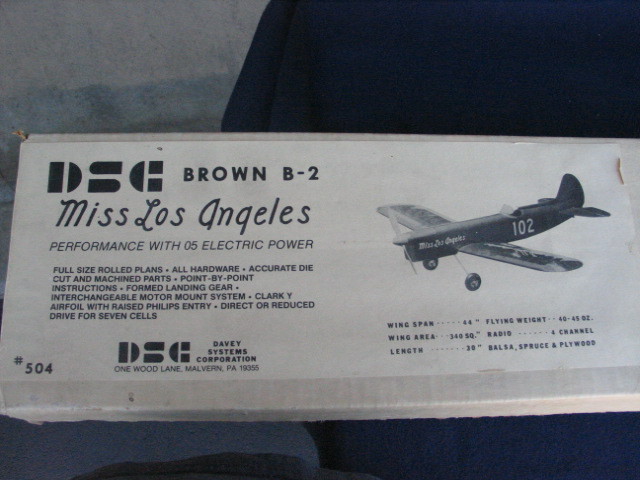 DSC BROWN B-2
Miss Los Angeles
PERFORMANCE WITH 05 ELECTRIC POWER
FULL SIZE ROLLED PLANS • ALL HARDWARE • ACCURATE DIE
CUT AND MACHINED PARTS • POINT-BY-POINT
INSTRUCTIONS • FORMED LANDING GEAR •
INTERCHANGEABLE MOTOR MOUNT SYSTEM • CLARK Y
AIRFOIL WITH RAISED PHILIPS ENTRY • DIRECT OR REDUCED
DRIVE FOR SEVEN CELLS
#504
DSC DAVEY
SYSTEMS
CORPORATION
ONE WOOD LANE, MALVERN, PA 19355
Miss Los Angeles
102
WING SPAN ····· 44" FLYING WEIGHT ·· 40-45 OZ.
WING AREA ··· 340 SQ." RADIO ······ 4 CHANNEL
LENGTH ······ 30" BALSA, SPRUCE & PLYWOOD